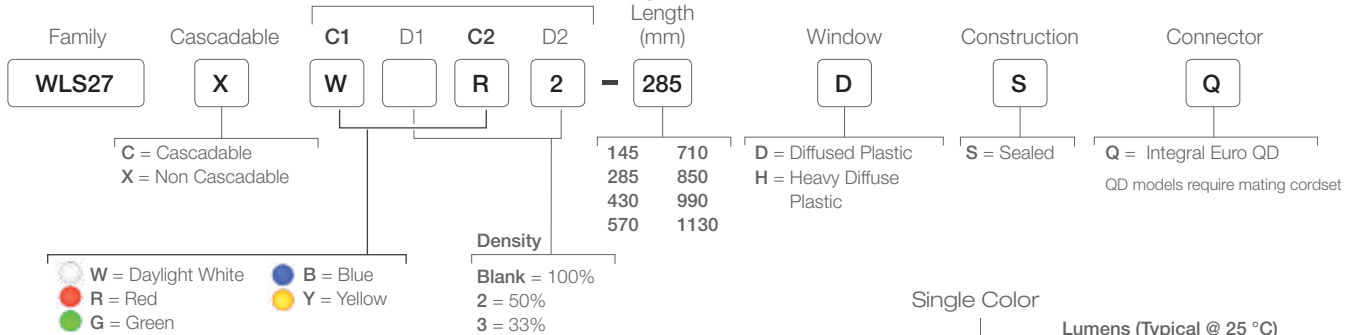 Length
(mm)
Family Cascadable C1 D1 C2 D2 Window Construction Connector
WLS27 X W R 2 – 285 D S Q
C = Cascadable
X = Non Cascadable
145 710
285 850
430 990
570 1130
D = Diffused Plastic
H = Heavy Diffuse
Plastic
S = Sealed
Q = Integral Euro QD
QD models require mating cordset
Density
Blank = 100%
2 = 50%
3 = 33%
W = Daylight White B = Blue
R = Red Y = Yellow
G = Green
Single Color
Lumens (Typical @ 25 °C)